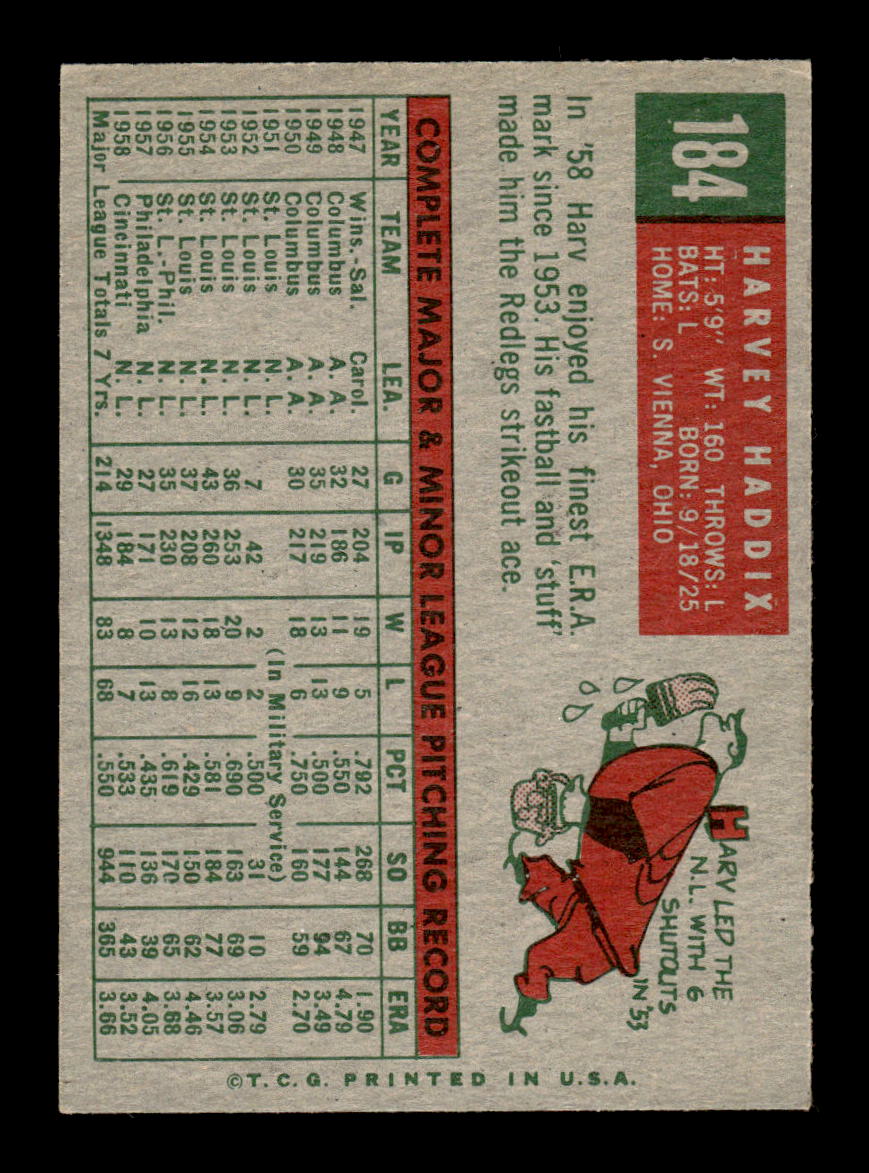 184
HARVEY HADDIX
HT: 5'9" WT: 160 THROWS: L
BATS: L BORN: 9/18/25
HOME: S. VIENNA, OHIO
In '58 Harv enjoyed his finest E.R.A.
mark since 1953. His fastball and 'stuff'
made him the Redlegs strikeout ace.
HARV LED THE
N.L. WITH 6
SHUTOUTS
IN '53
COMPLETE MAJOR & MINOR LEAGUE PITCHING RECORD
YEAR TEAM LEA. G IP W L PCT SO BB ERA
1947 Wins.-Sal. Carol. 27 204 19 5 .792 268 70 1.90
1948 Columbus A. A. 32 186 11 9 .550 144 67 4.79
1949 Columbus A. A. 35 219 13 13 .500 177 94 3.49
1950 Columbus A. A. 30 217 18 6 .750 160 59 2.70
1951 St. Louis N. L. (In Military Service)
1952 St. Louis N. L. 7 42 2 2 .500 31 10 2.79
1953 St. Louis N. L. 36 253 20 9 .690 163 69 3.06
1954 St. Louis N. L. 43 260 18 13 .581 184 77 3.57
1955 St. Louis N. L. 37 208 12 16 .429 150 62 4.46
1956 St. L.-Phil. N. L. 35 230 13 8 .619 170 65 3.68
1957 Philadelphia N. L. 27 171 10 13 .435 136 39 4.05
1958 Cincinnati N. L. 29 184 8 7 .533 110 43 3.52
Major League Totals 7 Yrs. 214 1348 83 68 .550 944 365 3.66
©T.C.G. PRINTED IN U.S.A.